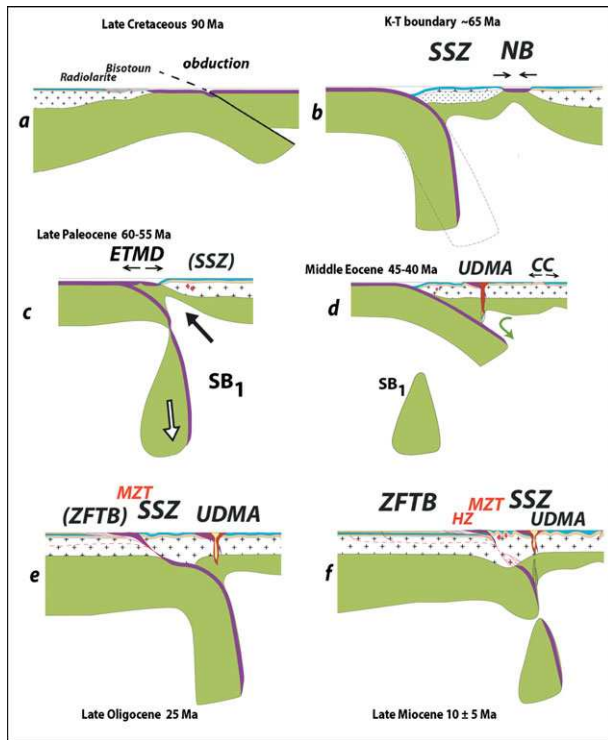 Late Cretaceous 90 Ma
Bisotoun
obduction
Radiolarite
a
K-T boundary ~65 Ma
SSZ NB
b
Late Paleocene 60-55 Ma
ETMD
(SSZ)
c
SB1
Middle Eocene 45-40 Ma
UDMA
CC
d
SB1
MZT
(ZFTB) SSZ UDMA
e
Late Oligocene 25 Ma
ZFTB MZT SSZ
HZ
UDMA
f
Late Miocene 10 ± 5 Ma